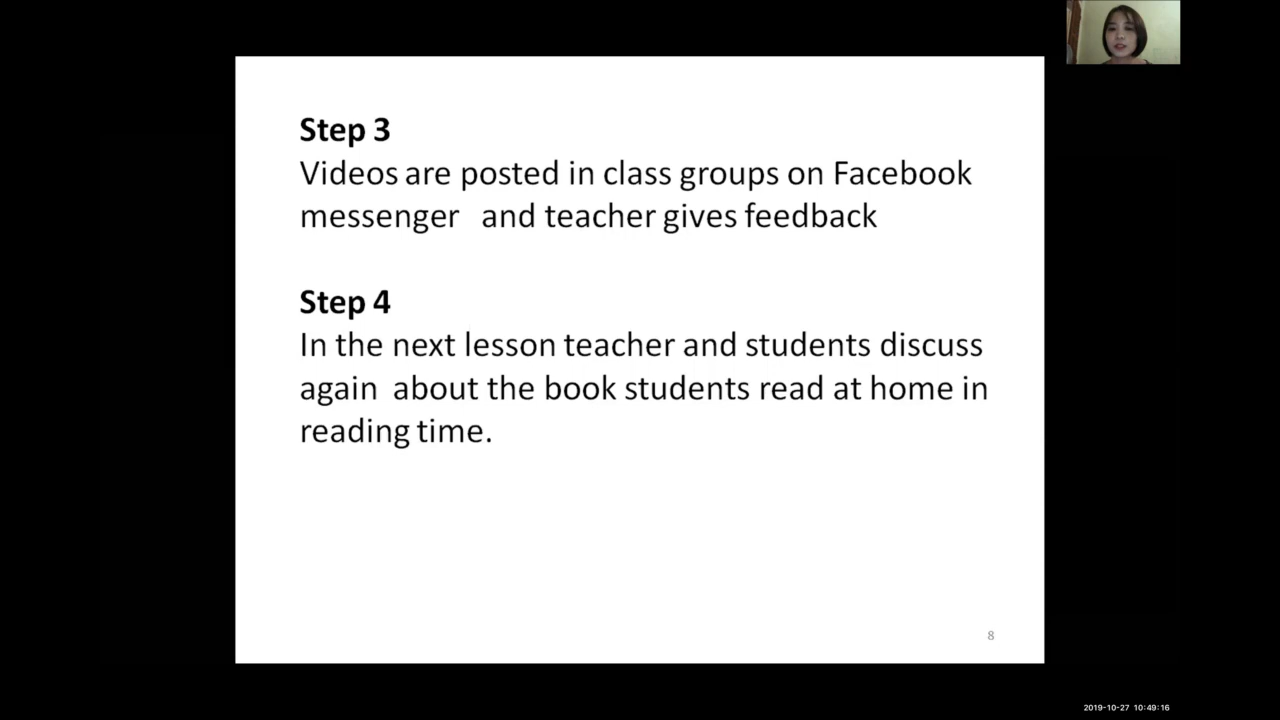 Step 3
Videos are posted in class groups on Facebook
messenger   and teacher gives feedback
Step 4
In the next lesson teacher and students discuss
again  about the book students read at home in
reading time.
8
2019-10-27 10:49:16